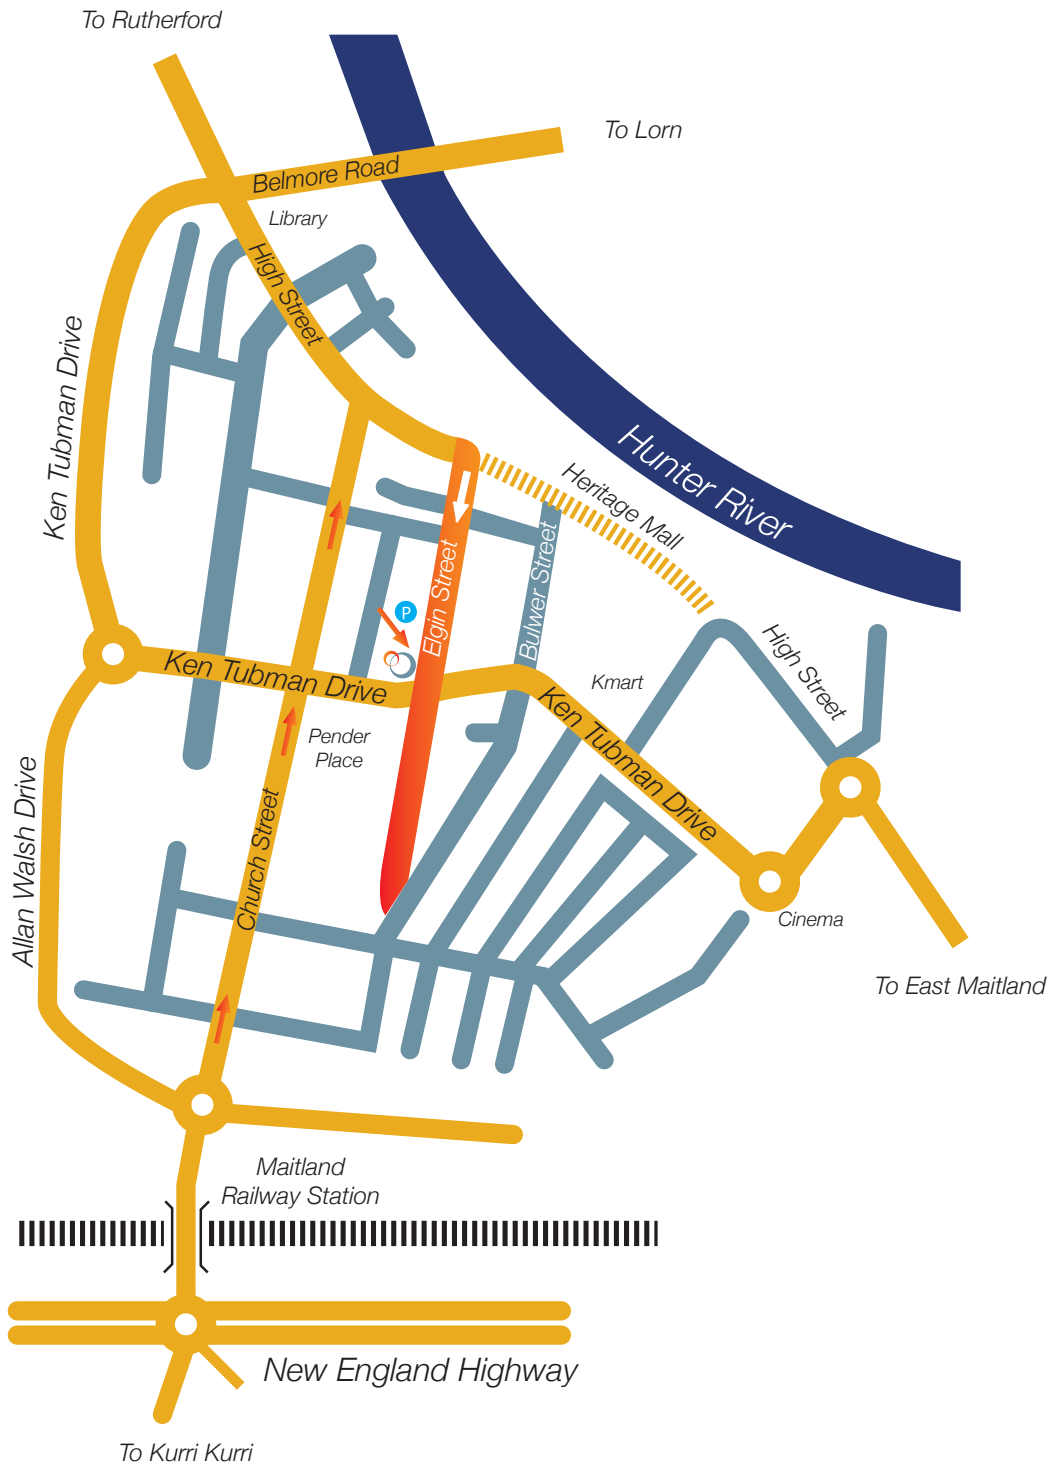 To Rutherford
To Lorn
Belmore Road
Library
High Street
Ken Tubman Drive
Hunter River
Heritage Mall
Bulwer Street
Elgin Street
P
High Street
Ken Tubman Drive
Kmart
Ken Tubman Drive
Pender
Place
Allan Walsh Drive
Church Street
Cinema
To East Maitland
Maitland
Railway Station
New England Highway
To Kurri Kurri